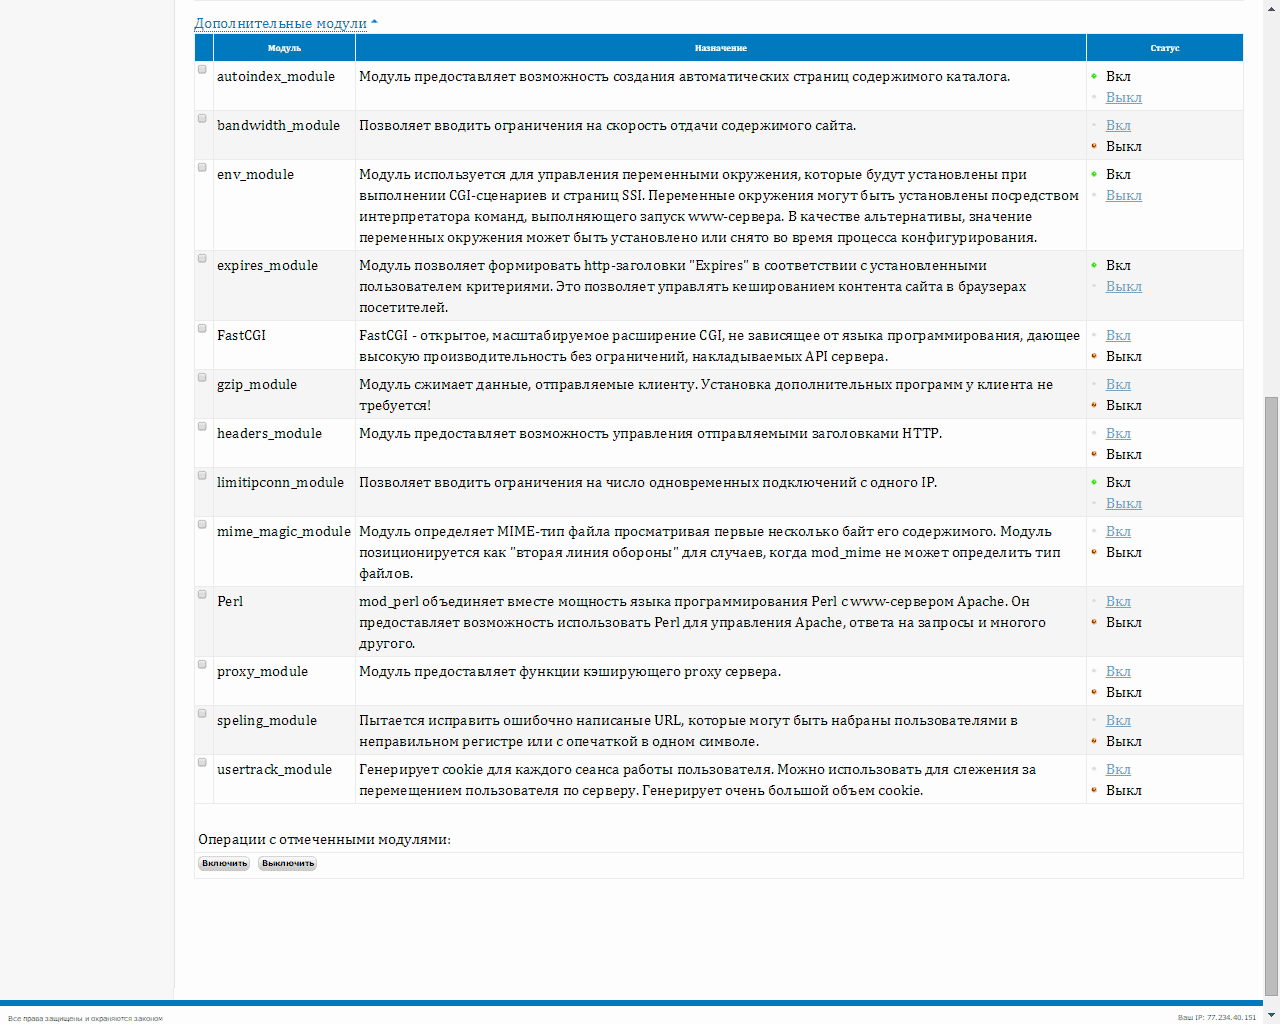 Дополнительные модули
Модуль Назначение Статус
autoindex_module Модуль предоставляет возможность создания автоматических страниц содержимого каталога. Вкл
Выкл
bandwidth_module Позволяет вводить ограничения на скорость отдачи содержимого сайта. Вкл
Выкл
env_module Модуль используется для управления переменными окружения, которые будут установлены при Вкл
выполнении CGI-сценариев и страниц SSI. Переменные окружения могут быть установлены посредством Выкл
интерпретатора команд, выполняющего запуск www-сервера. В качестве альтернативы, значение
переменных окружения может быть установлено или снято во время процесса конфигурирования.
expires_module Модуль позволяет формировать http-заголовки "Expires" в соответствии с установленными Вкл
пользователем критериями. Это позволяет управлять кешированием контента сайта в браузерах Выкл
посетителей.
FastCGI FastCGI - открытое, масштабируемое расширение CGI, не зависящее от языка программирования, дающее Вкл
высокую производительность без ограничений, накладываемых API сервера. Выкл
gzip_module Модуль сжимает данные, отправляемые клиенту. Установка дополнительных программ у клиента не Вкл
требуется! Выкл
headers_module Модуль предоставляет возможность управления отправляемыми заголовками HTTP. Вкл
Выкл
limitipconn_module Позволяет вводить ограничения на число одновременных подключений с одного IP. Вкл
Выкл
mime_magic_module Модуль определяет MIME-тип файла просматривая первые несколько байт его содержимого. Модуль Вкл
позиционируется как "вторая линия обороны" для случаев, когда mod_mime не может определить тип Выкл
файлов.
Perl mod_perl объединяет вместе мощность языка программирования Perl с www-сервером Apache. Он Вкл
предоставляет возможность использовать Perl для управления Apache, ответа на запросы и многого Выкл
другого.
proxy_module Модуль предоставляет функции кэширующего proxy сервера. Вкл
Выкл
speling_module Пытается исправить ошибочно написаные URL, которые могут быть набраны пользователями в Вкл
неправильном регистре или с опечаткой в одном символе. Выкл
usertrack_module Генерирует cookie для каждого сеанса работы пользователя. Можно использовать для слежения за Вкл
перемещением пользователя по серверу. Генерирует очень большой объем cookie. Выкл
Операции с отмеченными модулями:
Включить Выключить
Все права защищены и охраняются законом Ваш IP: 77.234.40.151